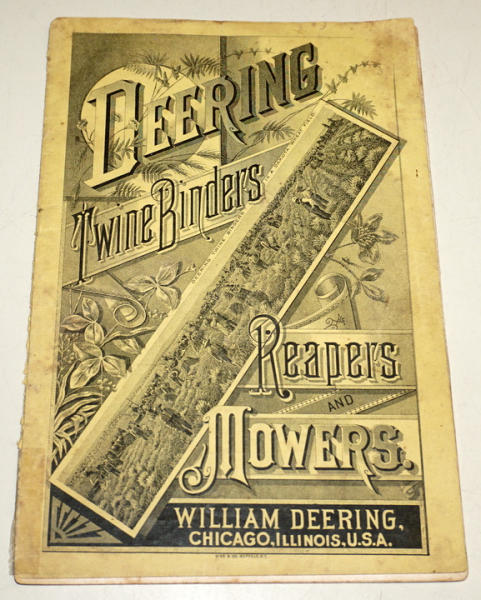 DEERING
Twine Binders
Reapers
AND
Mowers.
WILLIAM DEERING,
CHICAGO, ILLINOIS, U.S.A.